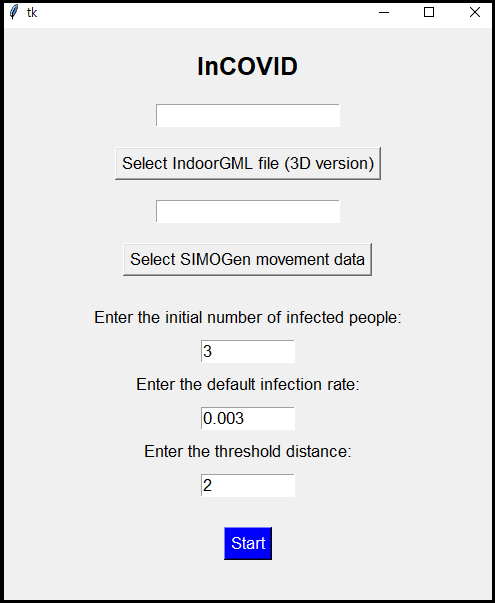 tk
InCOVID
Select IndoorGML file (3D version)
Select SIMOGen movement data
Enter the initial number of infected people:
3
Enter the default infection rate:
0.003
Enter the threshold distance:
2
Start